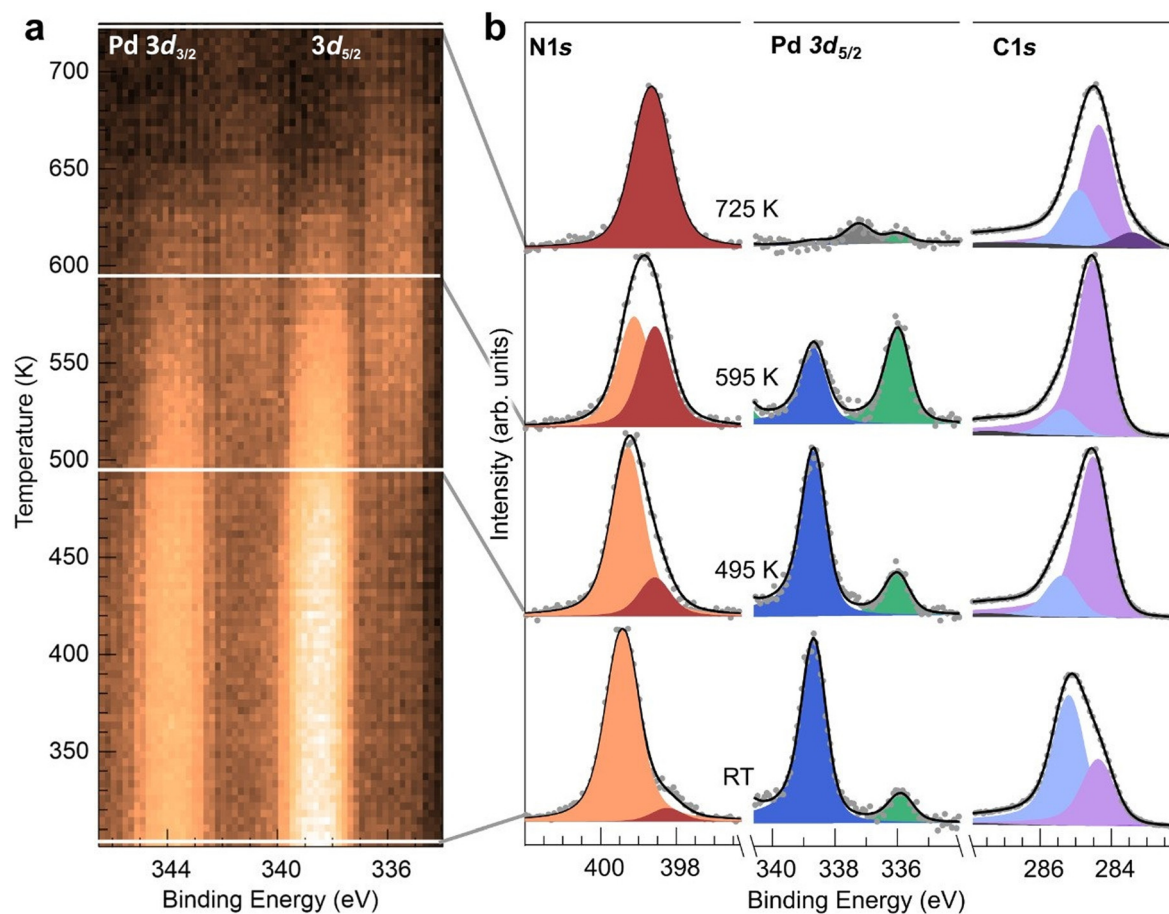 a
b
Pd 3d3/2
3d5/2
N1s
Pd 3d5/2
C1s
700
650
600
550
500
450
400
350
Temperature (K)
344
340
336
Binding Energy (eV)
Intensity (arb. units)
725 K
595 K
495 K
RT
400
398
340
338
336
286
284
Binding Energy (eV)